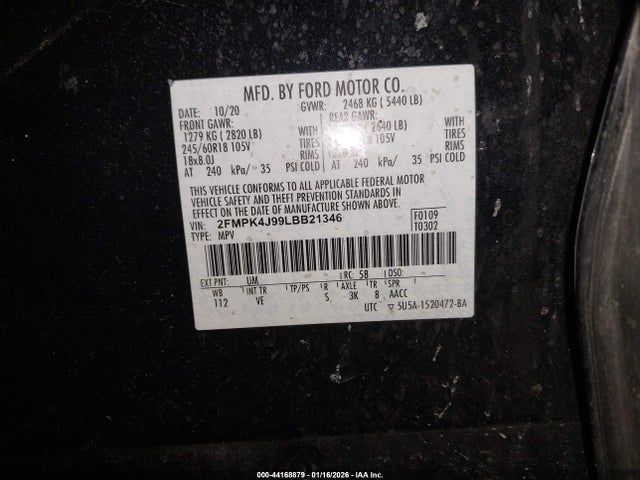 MFD. BY FORD MOTOR CO.
DATE: 10/20 GVWR: 2468 KG ( 5440 LB)
FRONT GAWR: REAR GAWR:
1279 KG ( 2820 LB) WITH 2640 LB) WITH
245/60R18 105V TIRES 105V TIRES
18x8.0J RIMS RIMS
AT 240 kPa/ 35 PSI COLD AT 240 kPa/ 35 PSI COLD
THIS VEHICLE CONFORMS TO ALL APPLICABLE FEDERAL MOTOR
VEHICLE SAFETY AND THEFT PREVENTION STANDARDS IN
EFFECT ON THE DATE OF MANUFACTURE SHOWN ABOVE.
VIN: 2FMPK4J99LBB21346 F0109
TYPE: MPV T0302
EXT PNT: UM RC: 5B DSO:
WB INT TR TP/PS R AXLE TR SPR
112 VE S 3K 8 AACC
UTC ▽ 5U5A-1520472-BA
000-44168879 - 01/16/2026 - IAA Inc.